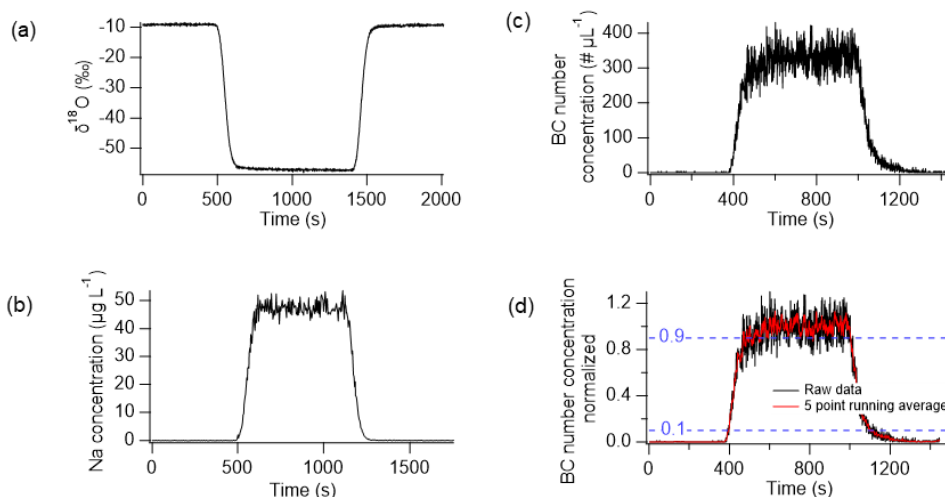 (a)
δ¹⁸O (‰)
-10
-20
-30
-40
-50
0 500 1000 1500 2000
Time (s)
(c)
BC number
concentration (# µL⁻¹)
400
300
200
100
0
0 400 800 1200
Time (s)
(b)
Na concentration (µg L⁻¹)
50
40
30
20
10
0
0 500 1000 1500
Time (s)
(d)
BC number concentration
normalized
1.2
0.8
0.4
0.0
0.9
0.1
Raw data
5 point running average
0 400 800 1200
Time (s)